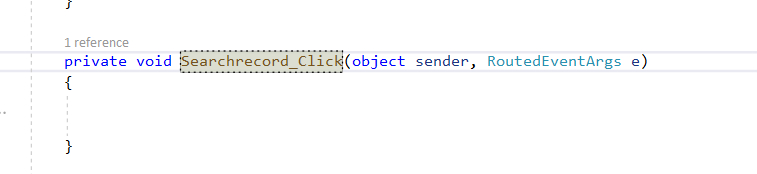 }
1 reference
private void Searchrecord_Click(object sender, RoutedEventArgs e)
{
}